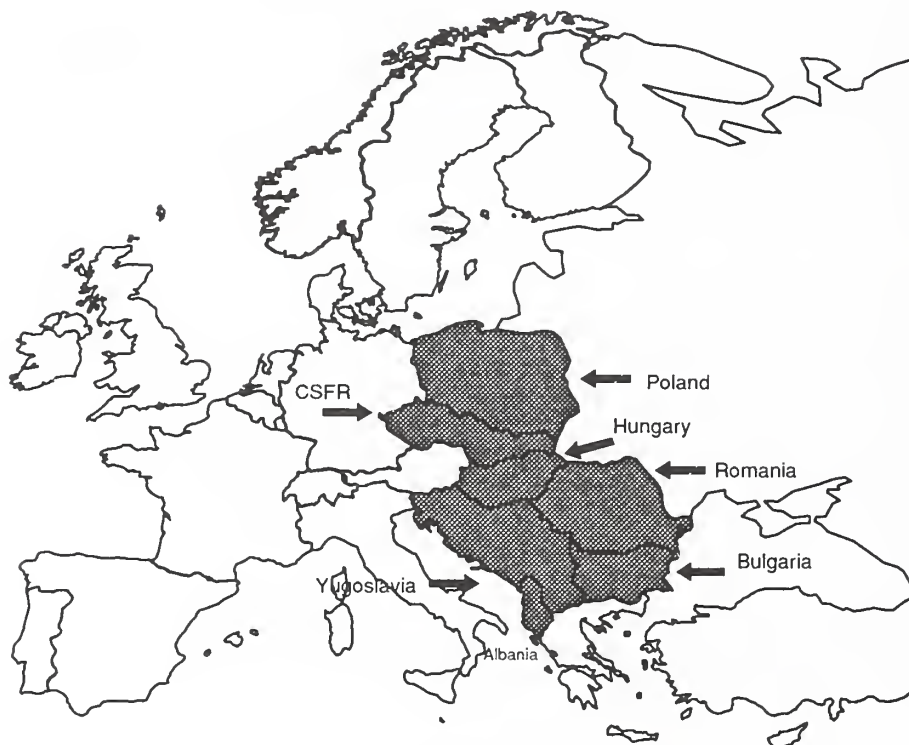 Poland
CSFR
Hungary
Romania
Bulgaria
Yugoslavia
Albania